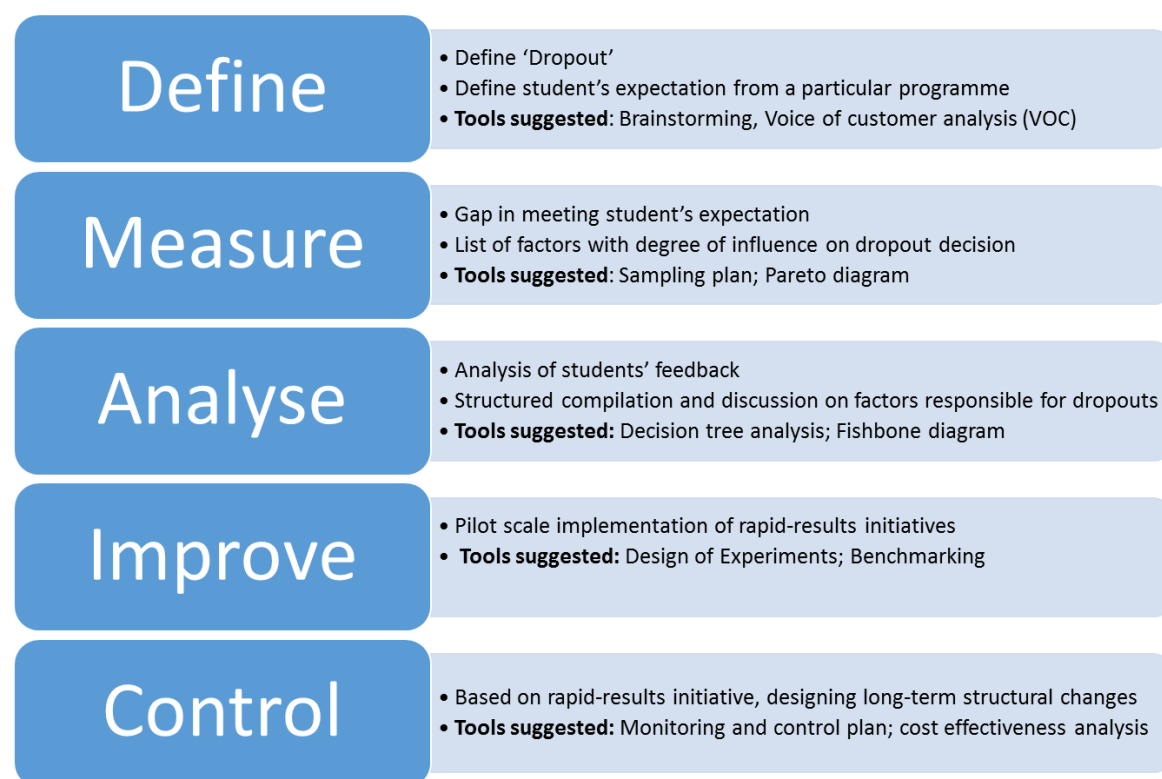 Define
• Define ‘Dropout’
• Define student’s expectation from a particular programme
• Tools suggested: Brainstorming, Voice of customer analysis (VOC)
Measure
• Gap in meeting student’s expectation
• List of factors with degree of influence on dropout decision
• Tools suggested: Sampling plan; Pareto diagram
Analyse
• Analysis of students’ feedback
• Structured compilation and discussion on factors responsible for dropouts
• Tools suggested: Decision tree analysis; Fishbone diagram
Improve
• Pilot scale implementation of rapid-results initiatives
• Tools suggested: Design of Experiments; Benchmarking
Control
• Based on rapid-results initiative, designing long-term structural changes
• Tools suggested: Monitoring and control plan; cost effectiveness analysis